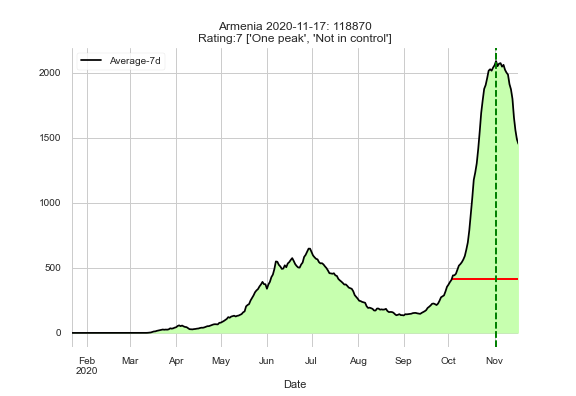 Armenia 2020-11-17: 118870
Rating:7 ['One peak', 'Not in control']
Average-7d
2000
1500
1000
500
0
Feb Mar Apr May Jun Jul Aug Sep Oct Nov
2020
Date